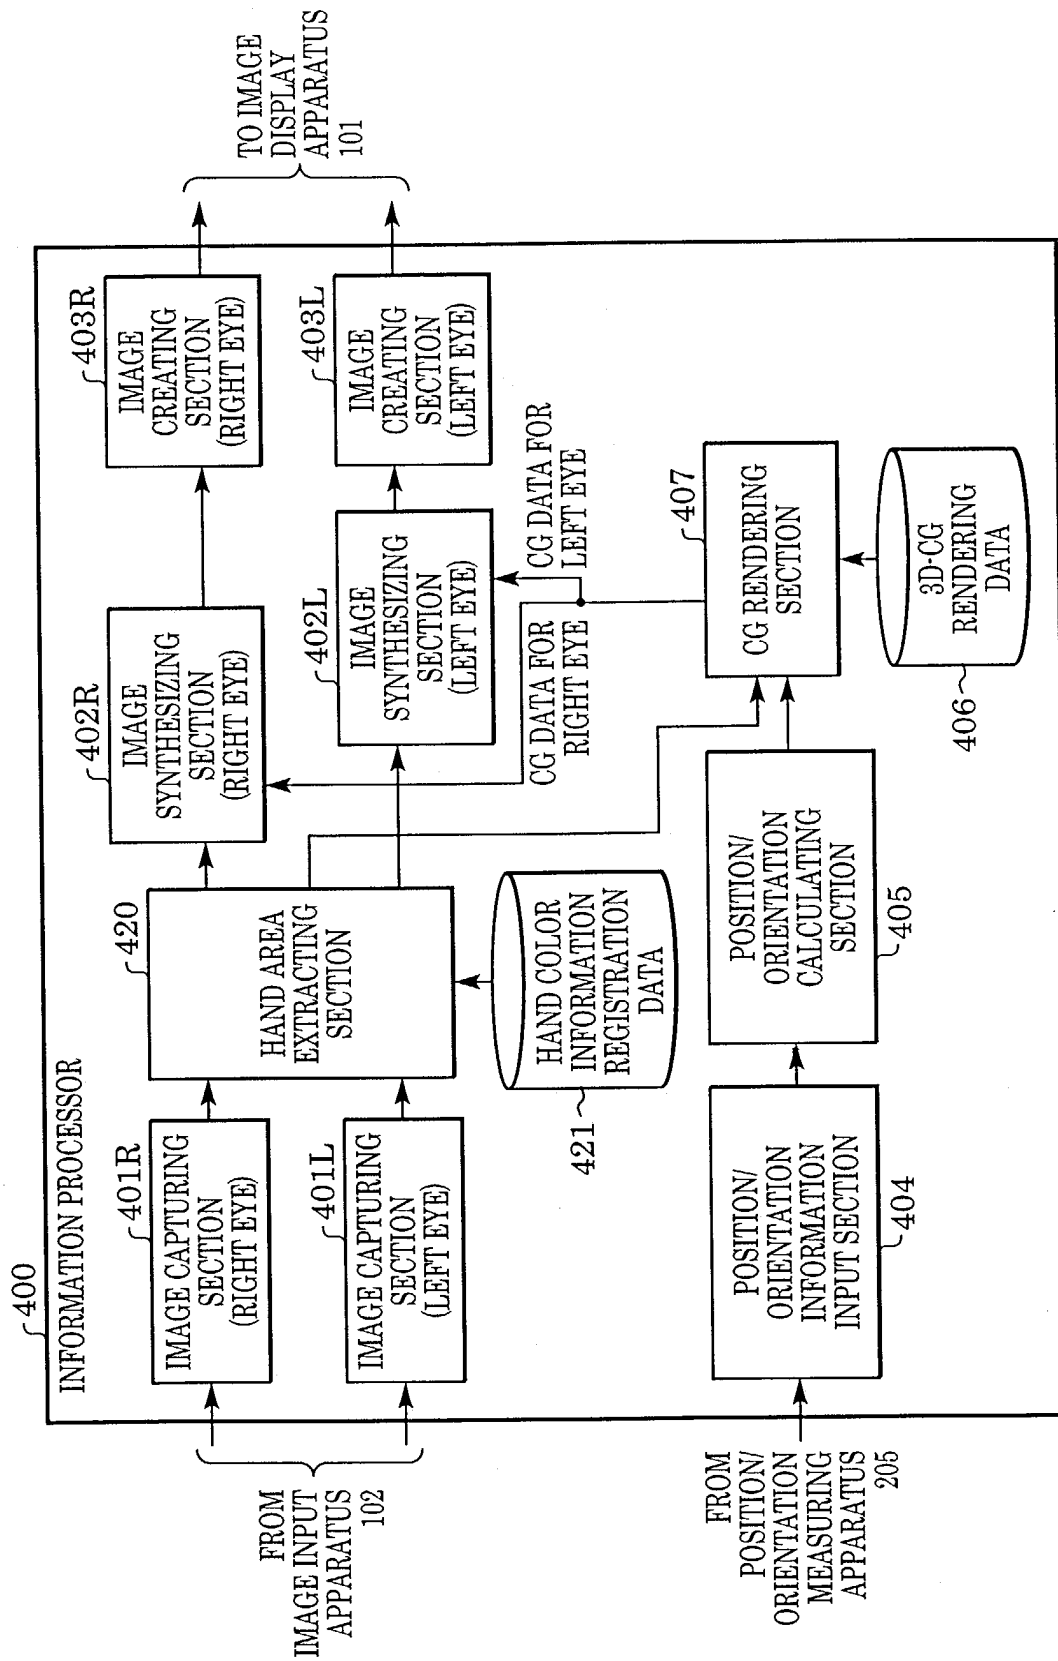 400
INFORMATION PROCESSOR
FROM
IMAGE INPUT
APPARATUS
102
401R
IMAGE CAPTURING
SECTION
(RIGHT EYE)
401L
IMAGE CAPTURING
SECTION
(LEFT EYE)
420
HAND AREA
EXTRACTING
SECTION
421
HAND COLOR
INFORMATION
REGISTRATION
DATA
402R
IMAGE
SYNTHESIZING
SECTION
(RIGHT EYE)
402L
IMAGE
SYNTHESIZING
SECTION
(LEFT EYE)
403R
IMAGE
CREATING
SECTION
(RIGHT EYE)
403L
IMAGE
CREATING
SECTION
(LEFT EYE)
TO IMAGE
DISPLAY
APPARATUS
101
CG DATA FOR
RIGHT EYE
CG DATA FOR
LEFT EYE
FROM
POSITION/
ORIENTATION
MEASURING
APPARATUS
205
POSITION/
ORIENTATION
INFORMATION
INPUT SECTION
404
POSITION/
ORIENTATION
CALCULATING
SECTION
405
407
CG RENDERING
SECTION
3D-CG
RENDERING
DATA
406